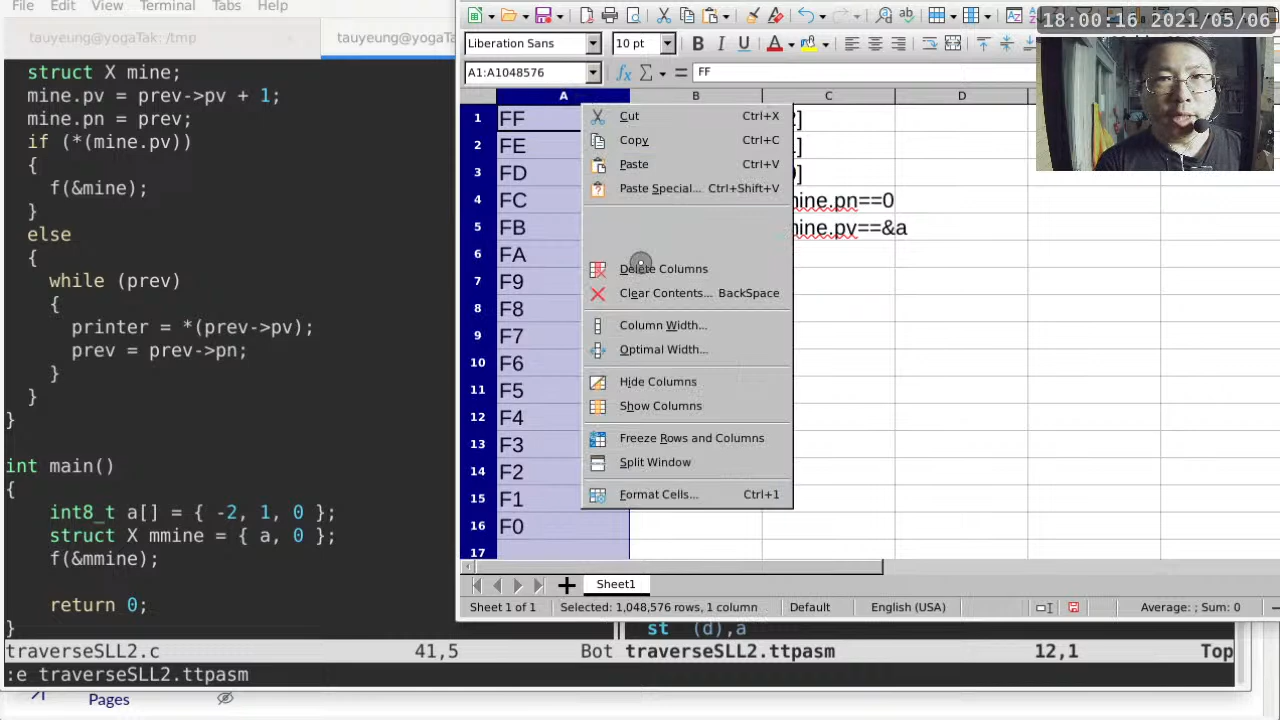 File Edit View Terminal Tabs Help
tauyeung@yogaTak: /tmp
tauyeung@yogaTa
struct X mine;
mine.pv = prev->pv + 1;
mine.pn = prev;
if (*(mine.pv))
{
f(&mine);
}
else
{
while (prev)
{
printer = *(prev->pv);
prev = prev->pn;
}
}
}
int main()
{
int8_t a[] = { -2, 1, 0 };
struct X mmine = { a, 0 };
f(&mmine);
return 0;
}
traverseSLL2.c 41,5 Bot
:e traverseSLL2.ttpasm
Pages
18:00:16 2021/05/06
Liberation Sans 10 pt B I U A
A1:A1048576 fx Σ = FF
A B C D
1 FF 2]
2 FE 1]
3 FD 0]
4 FC mine.pn==0
5 FB mine.pv==&a
6 FA
7 F9
8 F8
9 F7
10 F6
11 F5
12 F4
13 F3
14 F2
15 F1
16 F0
17
Cut Ctrl+X
Copy Ctrl+C
Paste Ctrl+V
Paste Special... Ctrl+Shift+V
Delete Columns
Clear Contents... BackSpace
Column Width...
Optimal Width...
Hide Columns
Show Columns
Freeze Rows and Columns
Split Window
Format Cells... Ctrl+1
Sheet1
Sheet 1 of 1 Selected: 1,048,576 rows, 1 column Default English (USA) Average: ; Sum: 0
st (d),a
traverseSLL2.ttpasm 12,1 Top